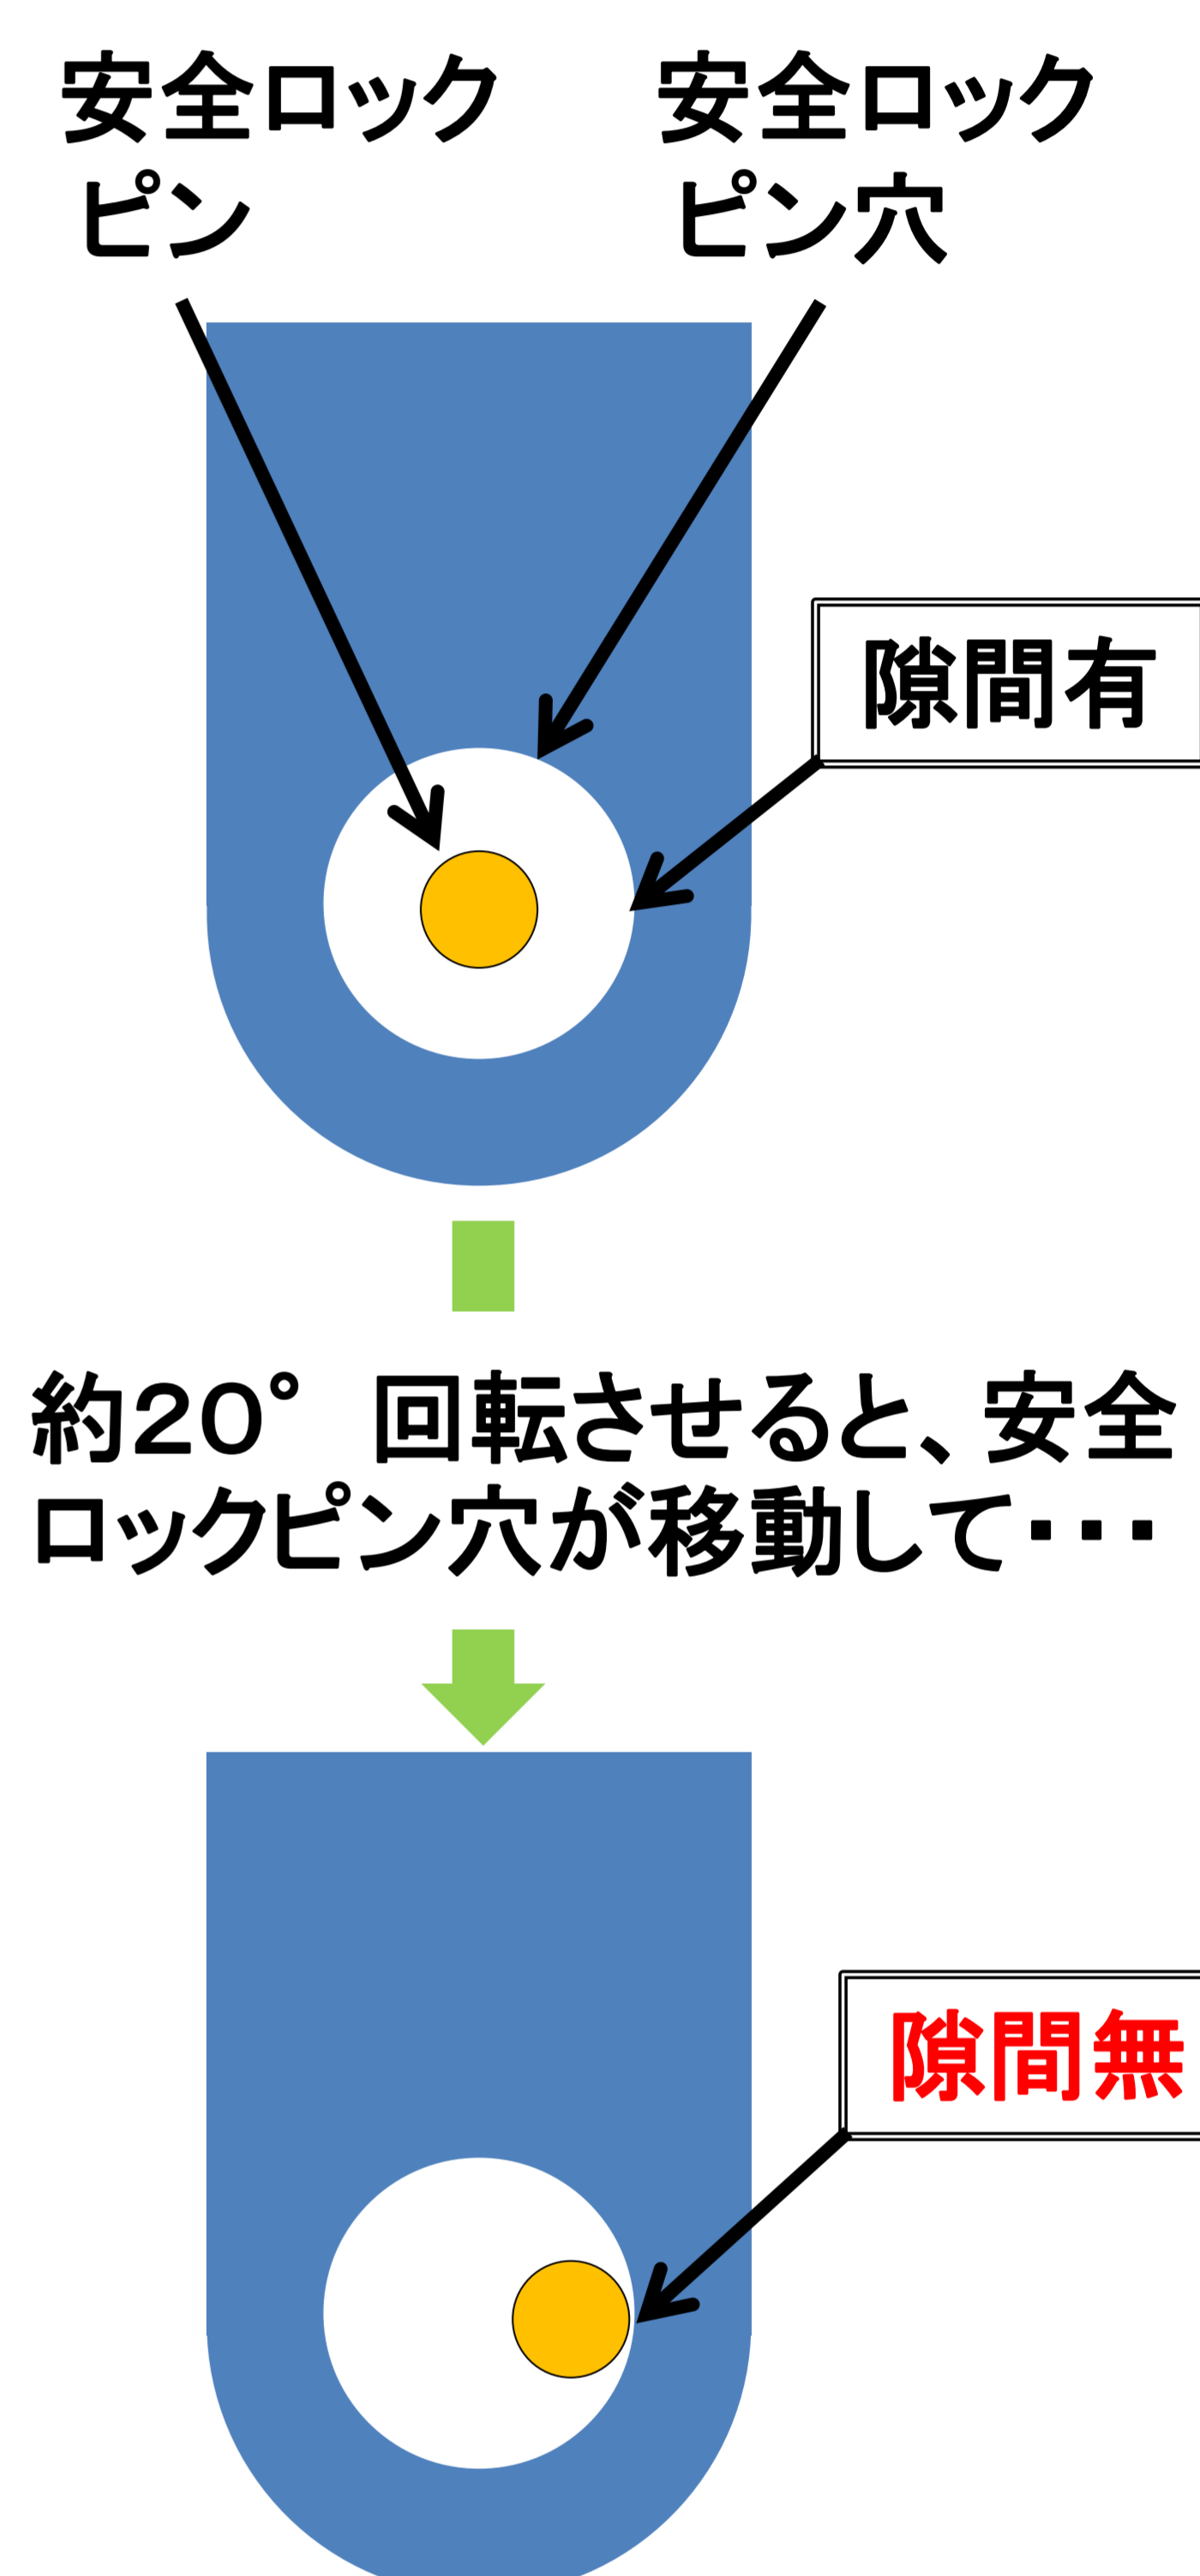 安全ロック
ピン
安全ロック
ピン穴
隙間有
約20°回転させると、安全
ロックピン穴が移動して・・・
隙間無